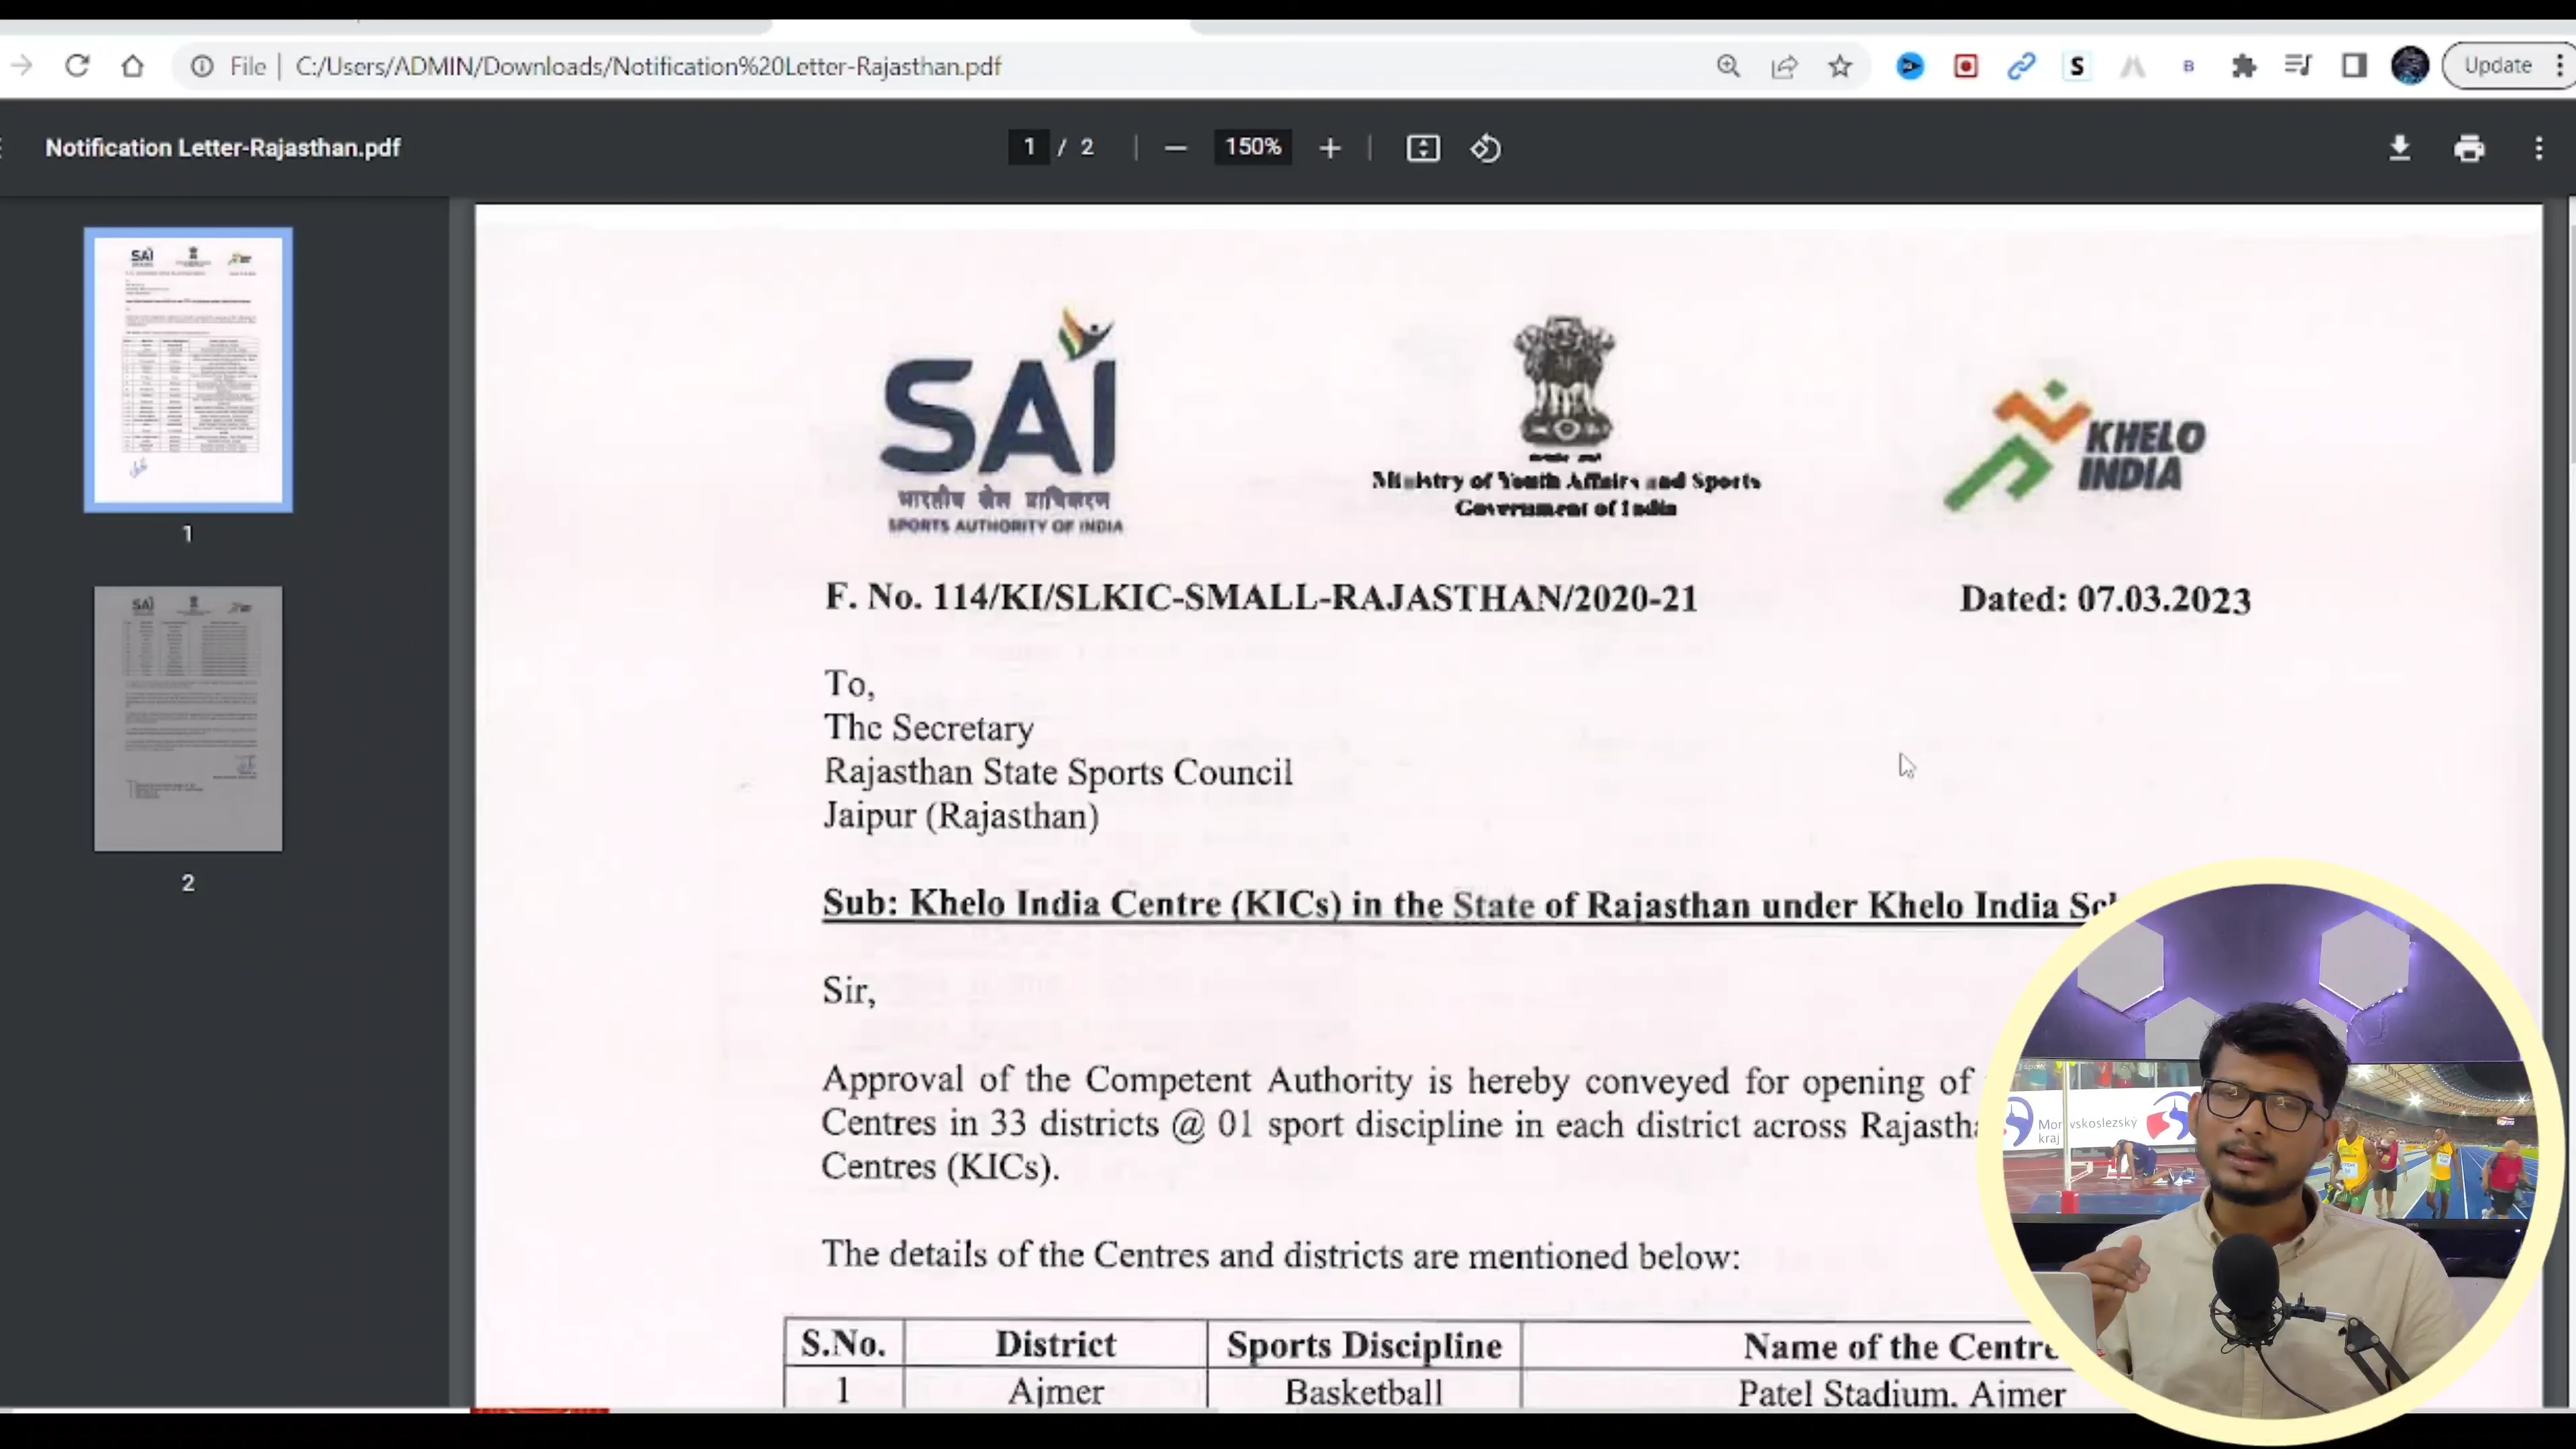 File | C:/Users/ADMIN/Downloads/Notification%20Letter-Rajasthan.pdf
S
B
Update
Notification Letter-Rajasthan.pdf
1 / 2
150%
1
2
SAI
भारतीय खेल प्राधिकरण
SPORTS AUTHORITY OF INDIA
Ministry of Youth Affairs and Sports
Government of India
KHELO
INDIA
F. No. 114/KI/SLKIC-SMALL-RAJASTHAN/2020-21
Dated: 07.03.2023
To,
The Secretary
Rajasthan State Sports Council
Jaipur (Rajasthan)
Sub: Khelo India Centre (KICs) in the State of Rajasthan under Khelo India
Sir,
Approval of the Competent Authority is hereby conveyed for opening of
Centres in 33 districts @ 01 sport discipline in each district across
Centres (KICs).
The details of the Centres and districts are mentioned below:
S.No. District Sports Discipline Name of the Centre
1 Ajmer Basketball Patel Stadium, Ajmer
kraj